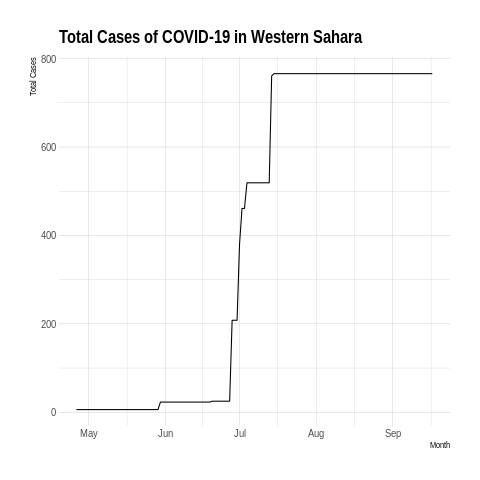 Total Cases of COVID-19 in Western Sahara
Total Cases
800
600
400
200
0
May Jun Jul Aug Sep
Month